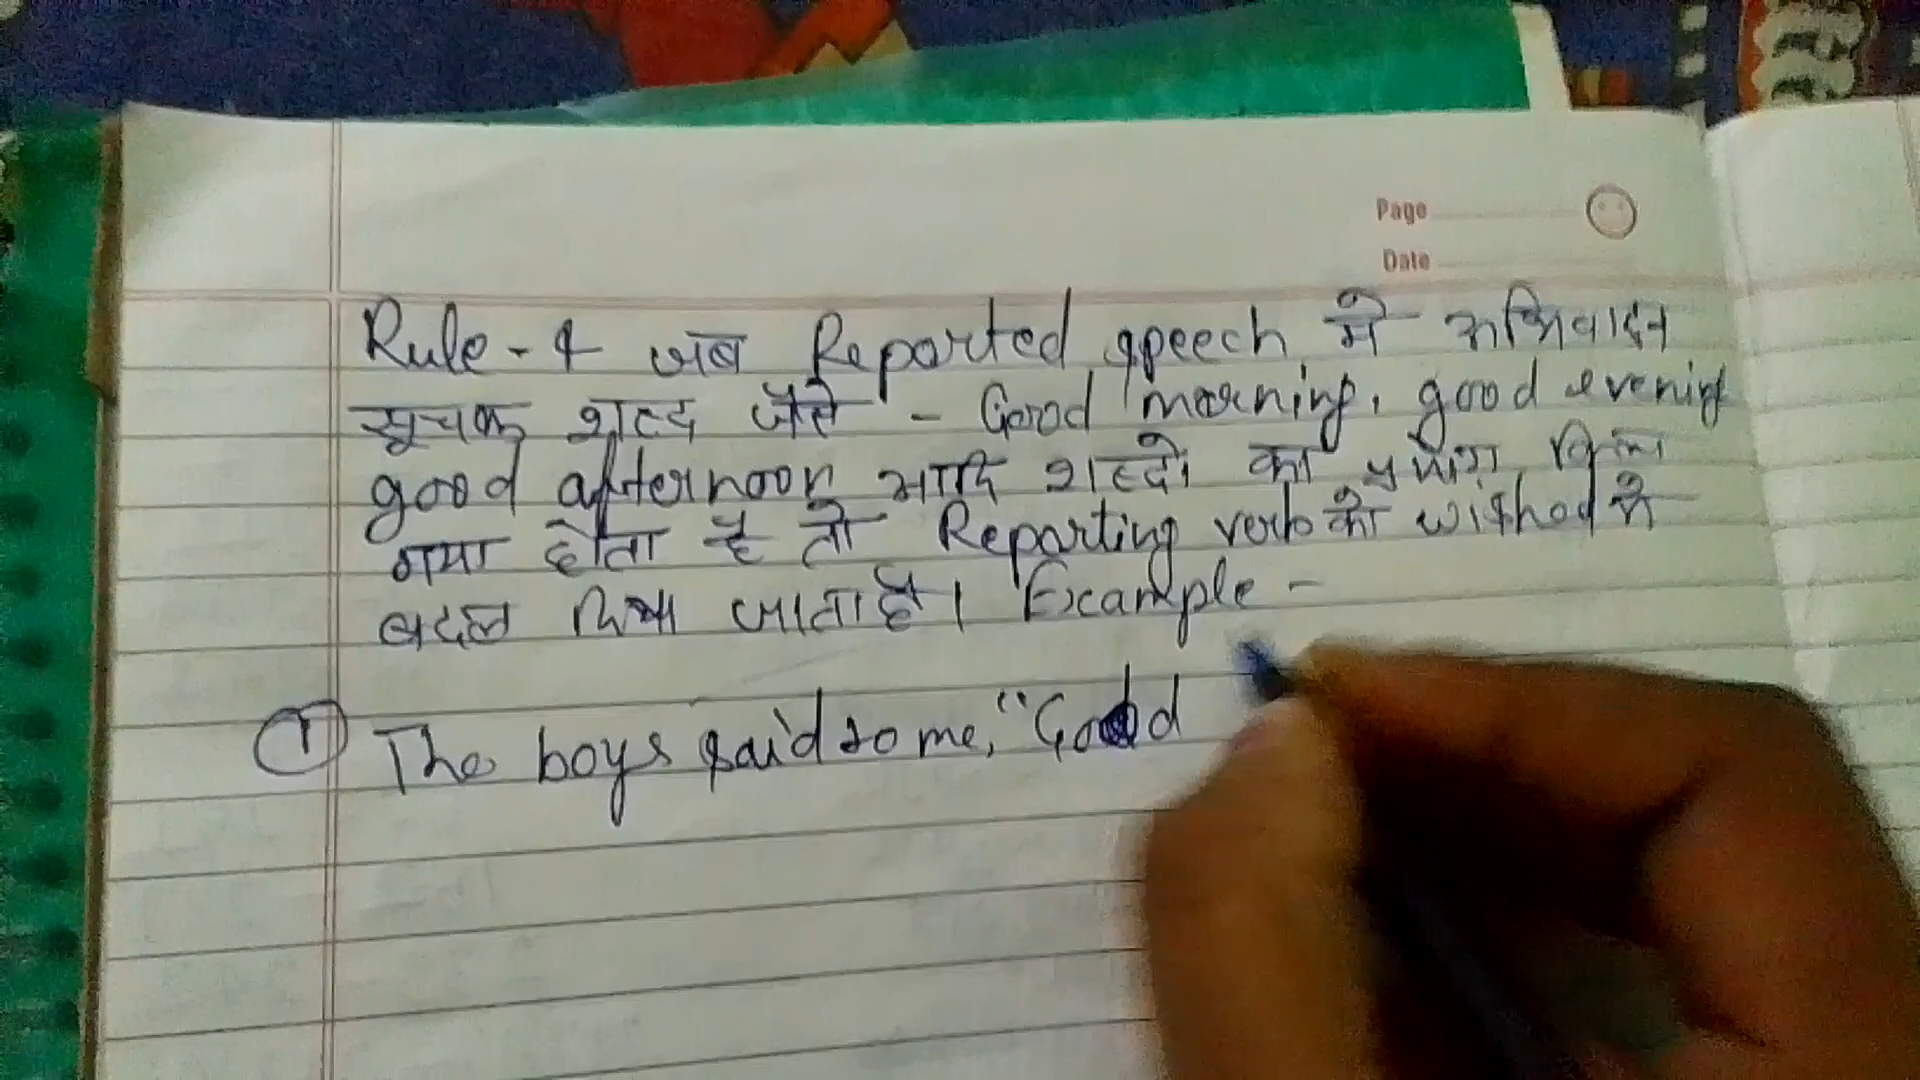 Page
Date
Rule-4 जब Reported speech में अभिवादन
सूचक शब्द जैसे - Good morning, good evening
good afternoon आदि शब्दों का प्रयोग किया
गया होता है तो Reporting verb को wished में
बदल दिया जाता है। Example -
① The boys said to me, "Good